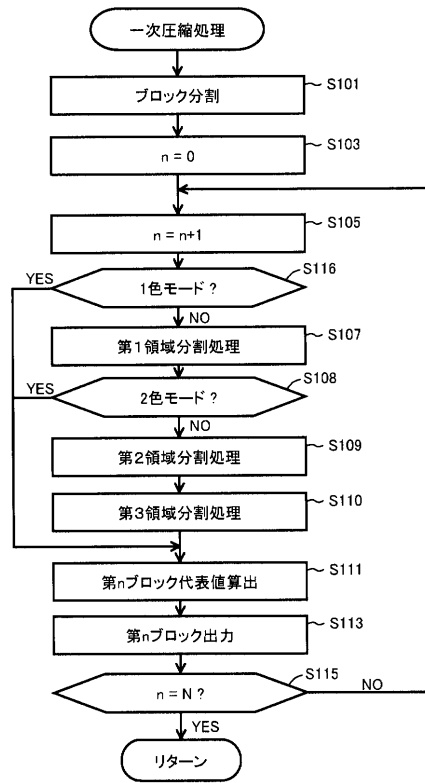 一次圧縮処理
ブロック分割
S101
n = 0
S103
n = n+1
S105
YES
1色モード?
S116
NO
第1領域分割処理
S107
YES
2色モード?
S108
NO
第2領域分割処理
S109
第3領域分割処理
S110
第nブロック代表値算出
S111
第nブロック出力
S113
n = N ?
S115
NO
YES
リターン